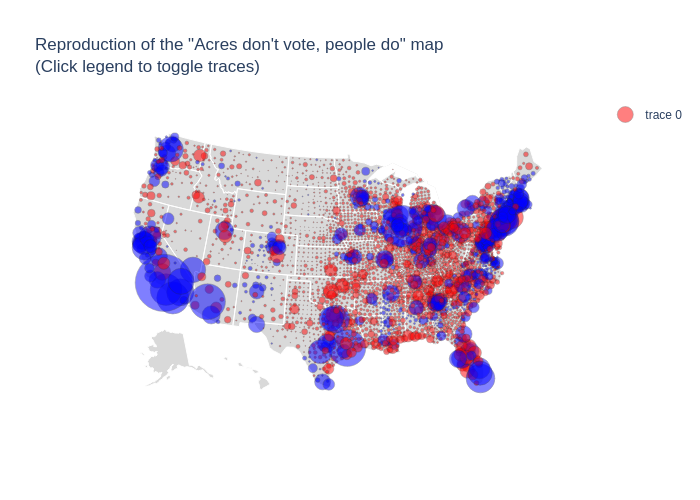 Reproduction of the "Acres don't vote, people do" map
(Click legend to toggle traces)
trace 0